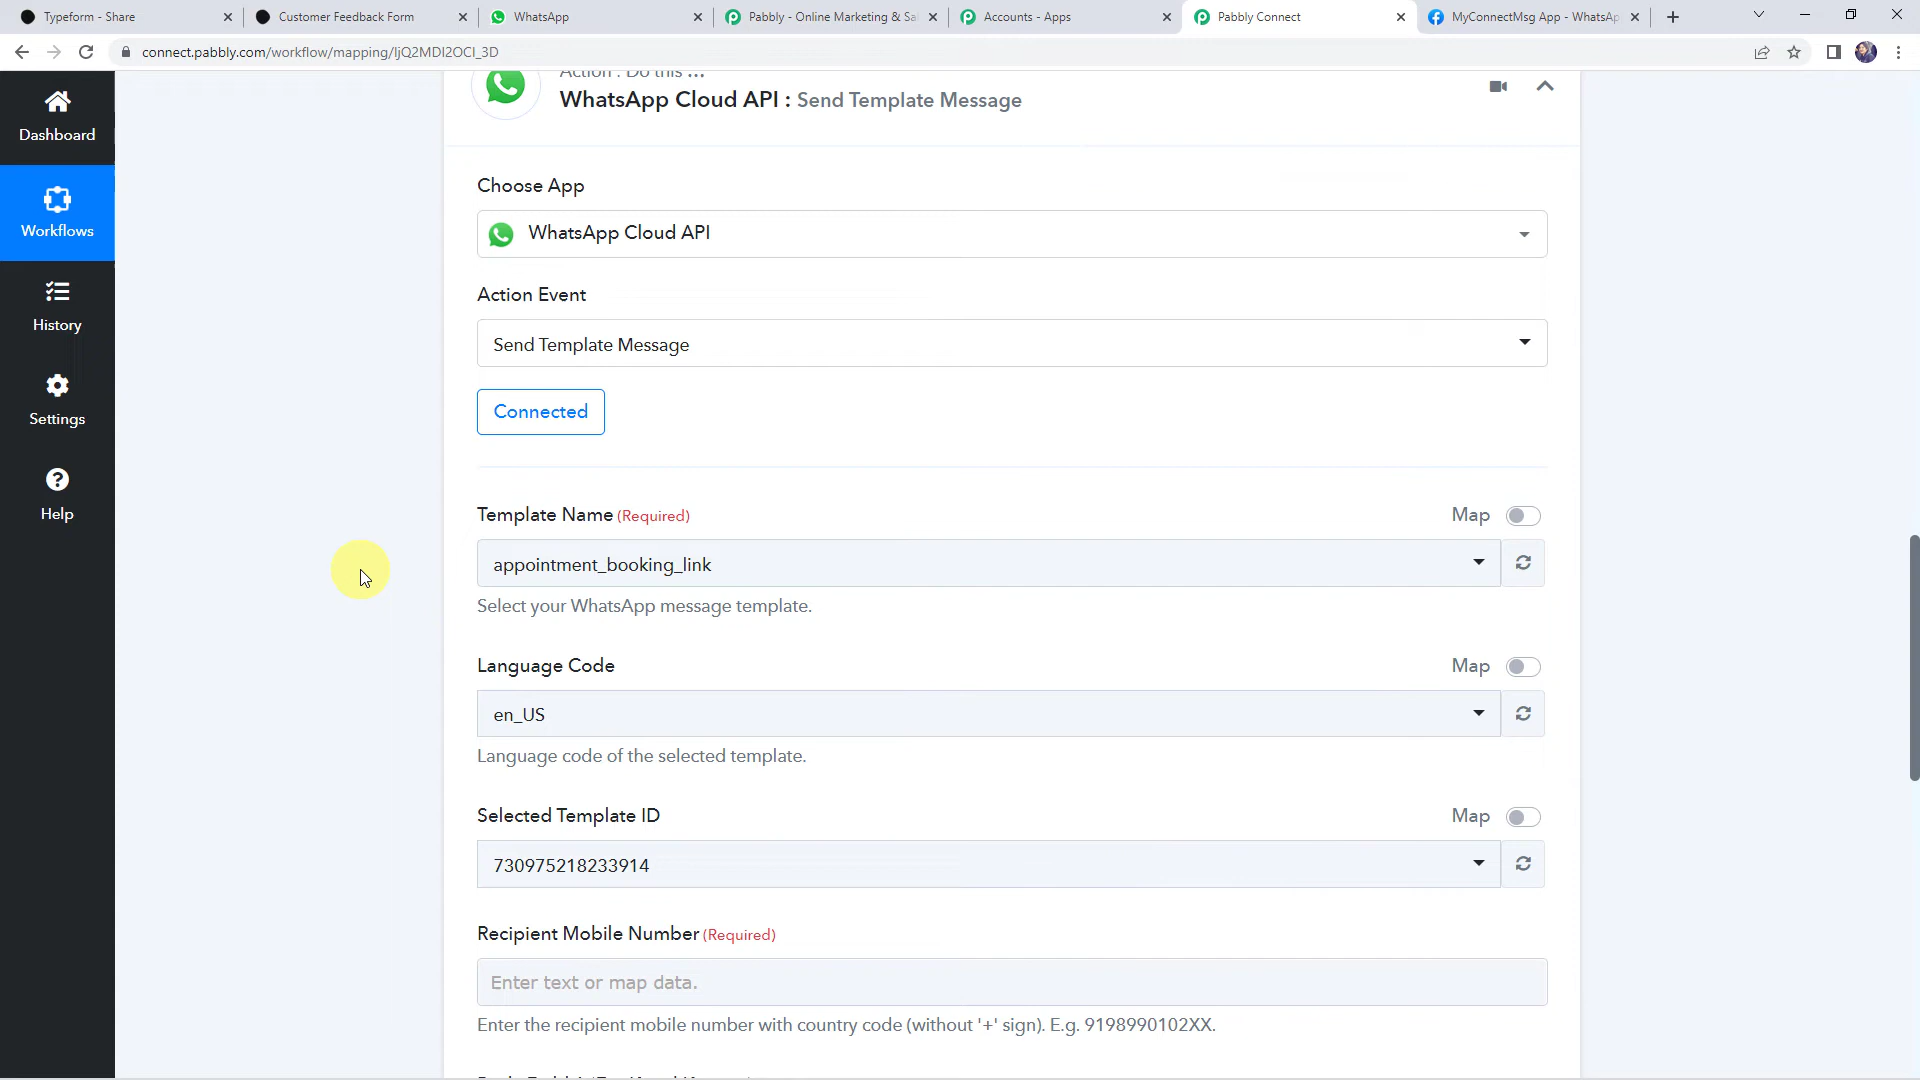 Typeform - Share
Customer Feedback Form
WhatsApp
Pabbly - Online Marketing & Sa
Accounts - Apps
Pabbly Connect
MyConnectMsg App - WhatsAp
connect.pabbly.com/workflow/mapping/IjQ2MDI2OCI_3D
Dashboard
Workflows
History
Settings
Help
Action : Do this ...
WhatsApp Cloud API : Send Template Message
Choose App
WhatsApp Cloud API
Action Event
Send Template Message
Connected
Template Name (Required)
Map
appointment_booking_link
Select your WhatsApp message template.
Language Code
Map
en_US
Language code of the selected template.
Selected Template ID
Map
730975218233914
Recipient Mobile Number (Required)
Enter text or map data.
Enter the recipient mobile number with country code (without '+' sign). E.g. 9198990102XX.